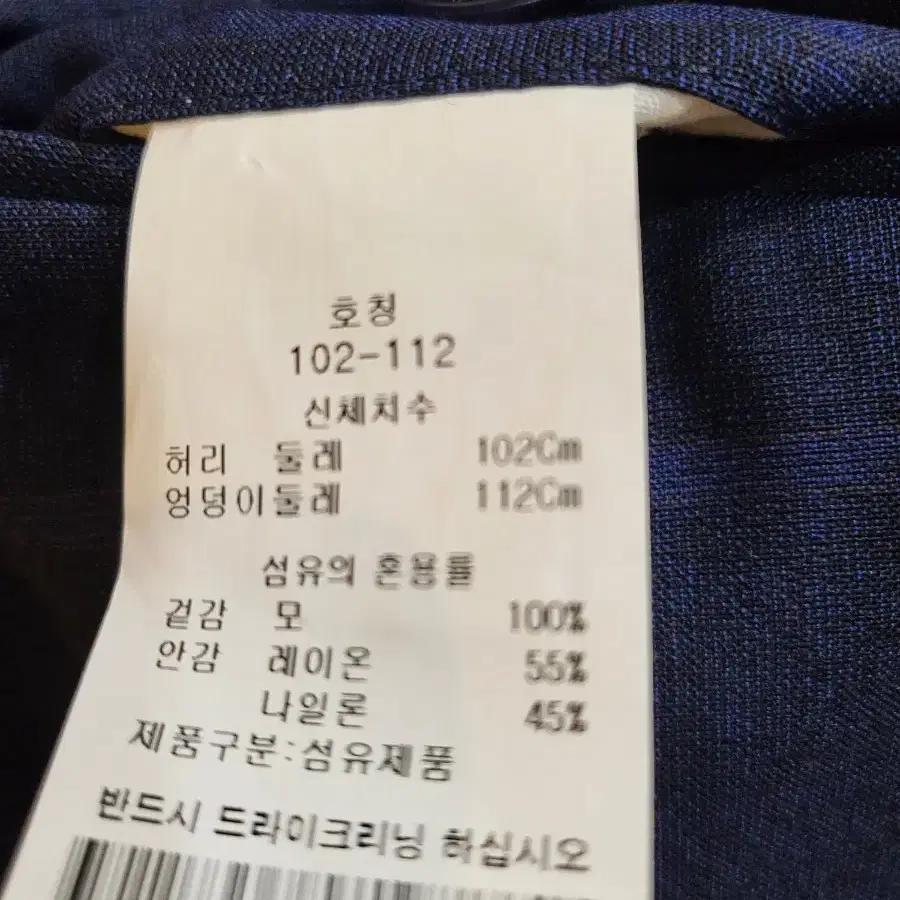 호칭
102-112
신체치수
허리 둘레 102Cm
엉덩이둘레 112Cm
섬유의 혼용률
겉감 모 100%
안감 레이온 55%
나일론 45%
제품구분:섬유제품
반드시 드라이크리닝 하십시오